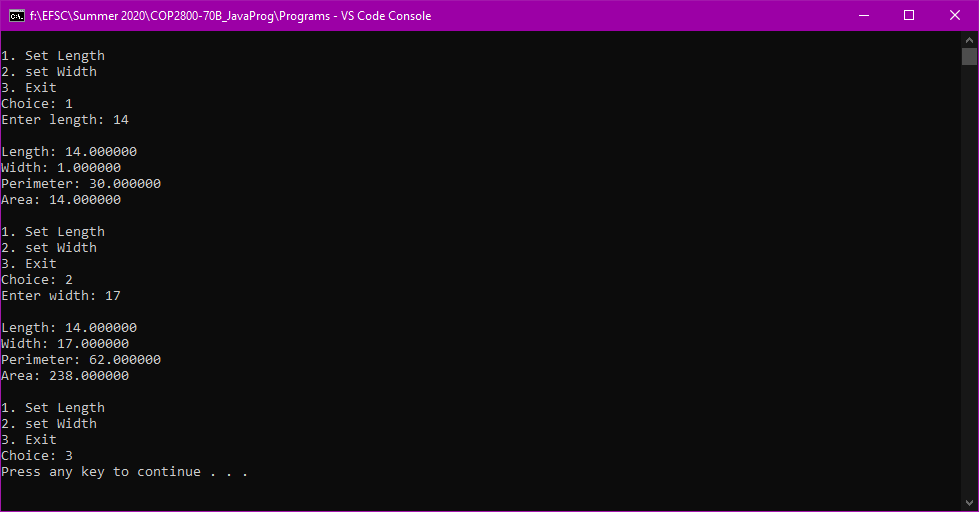 f:\EFSC\Summer 2020\COP2800-70B_JavaProg\Programs - VS Code Console
1. Set Length
2. set Width
3. Exit
Choice: 1
Enter length: 14
Length: 14.000000
Width: 1.000000
Perimeter: 30.000000
Area: 14.000000
1. Set Length
2. set Width
3. Exit
Choice: 2
Enter width: 17
Length: 14.000000
Width: 17.000000
Perimeter: 62.000000
Area: 238.000000
1. Set Length
2. set Width
3. Exit
Choice: 3
Press any key to continue . . .